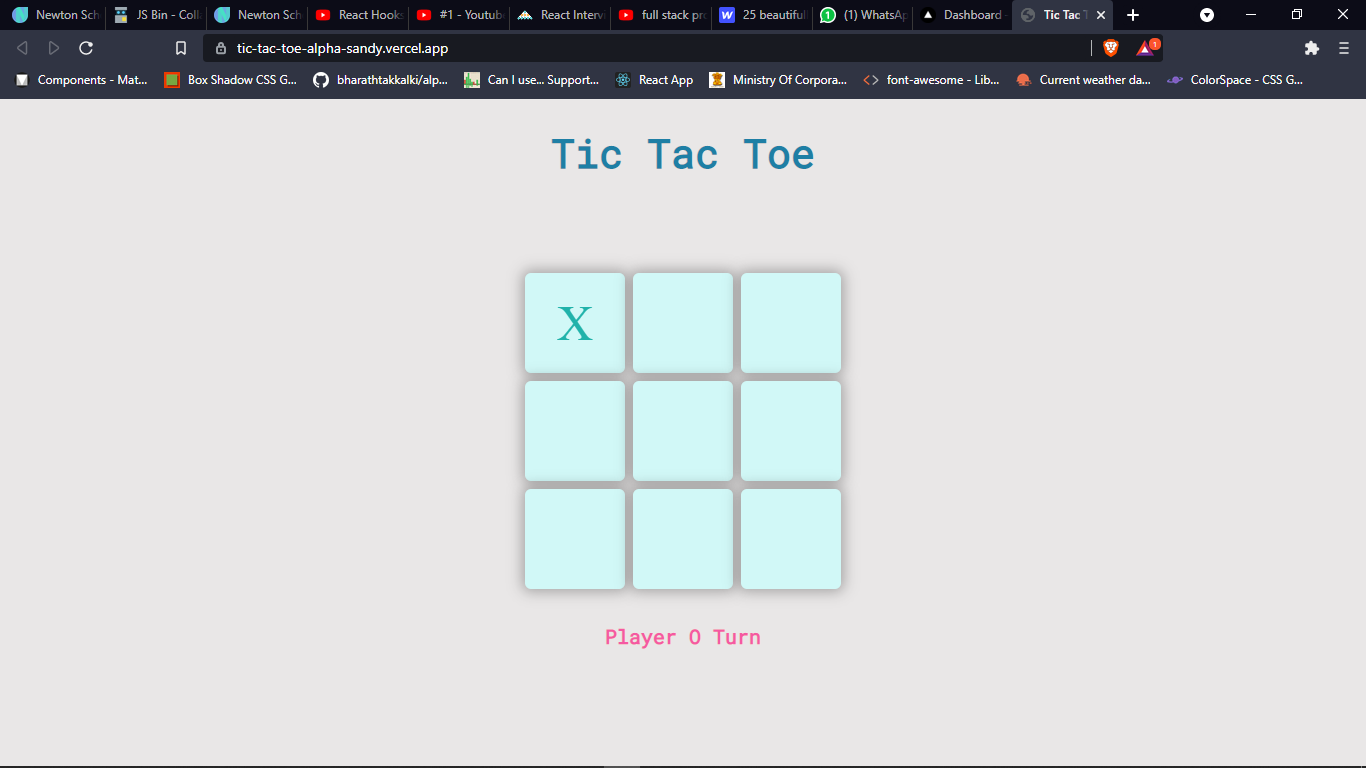 Newton Sch JS Bin - Coll Newton Sch React Hooks #1 - Youtub React Interv full stack pro 25 beautiful (1) WhatsAp Dashboard Tic Tac T
tic-tac-toe-alpha-sandy.vercel.app 1
Components - Mat... Box Shadow CSS G... bharathtakkalki/alp... Can I use... Support... React App Ministry Of Corpora... font-awesome - Lib... Current weather da... ColorSpace - CSS G...
Tic Tac Toe
X
Player O Turn